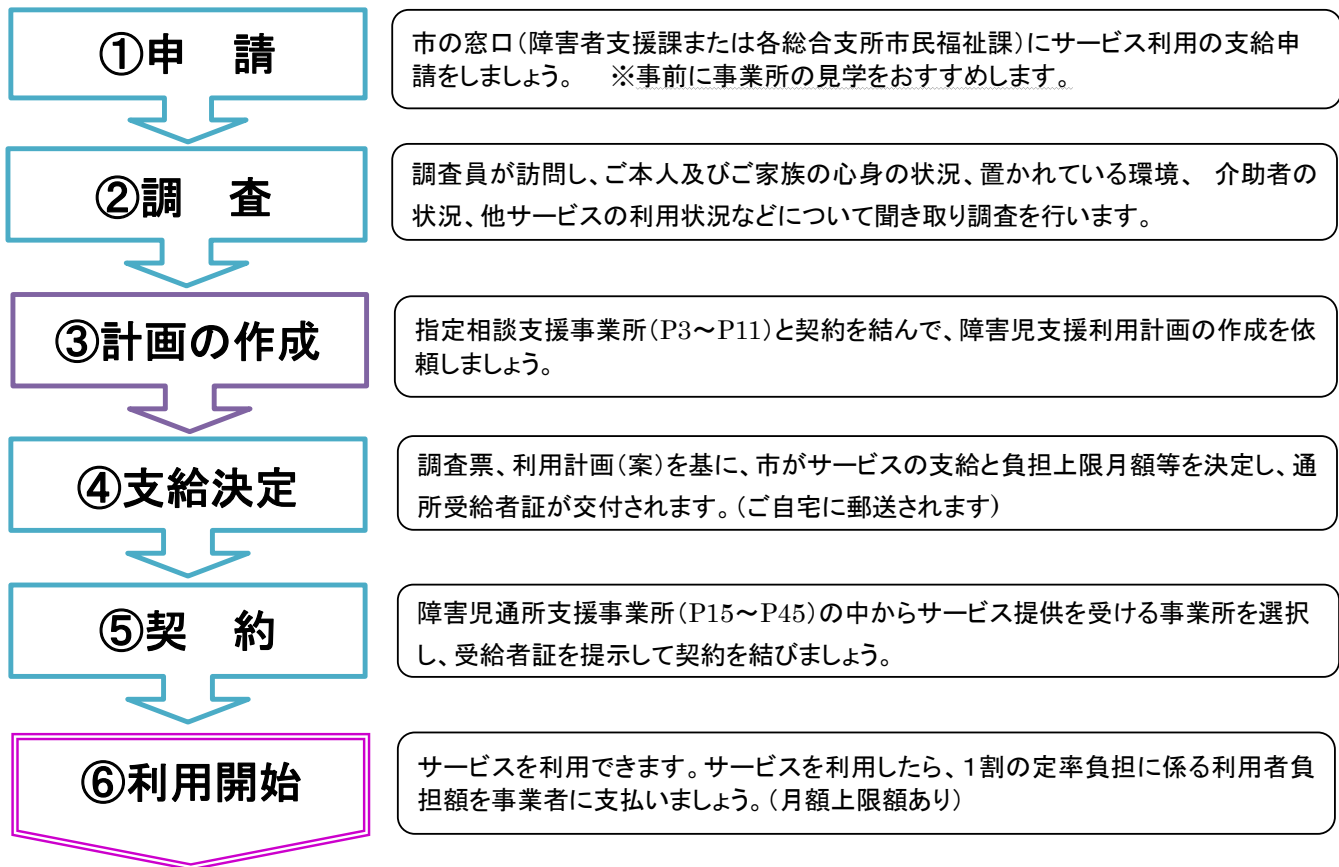 ①申　請
市の窓口(障害者支援課または各総合支所市民福祉課)にサービス利用の支給申
請をしましょう。　※事前に事業所の見学をおすすめします。
②調　査
調査員が訪問し、ご本人及びご家族の心身の状況、置かれている環境、 介助者の
状況、他サービスの利用状況などについて聞き取り調査を行います。
③計画の作成
指定相談支援事業所(P3～P11)と契約を結んで、障害児支援利用計画の作成を依
頼しましょう。
④支給決定
調査票、利用計画(案)を基に、市がサービスの支給と負担上限月額等を決定し、通
所受給者証が交付されます。(ご自宅に郵送されます)
⑤契　約
障害児通所支援事業所(P15～P45)の中からサービス提供を受ける事業所を選択
し、受給者証を提示して契約を結びましょう。
⑥利用開始
サービスを利用できます。サービスを利用したら、1割の定率負担に係る利用者負
担額を事業者に支払いましょう。(月額上限額あり)